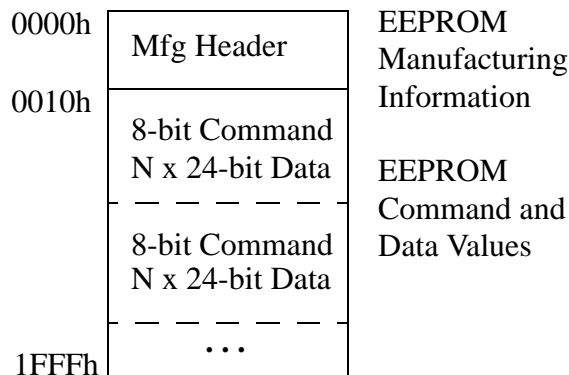 0000h
Mfg Header
EEPROM
Manufacturing
Information
0010h
8-bit Command
N x 24-bit Data
EEPROM
Command and
Data Values
8-bit Command
N x 24-bit Data
...
1FFFh